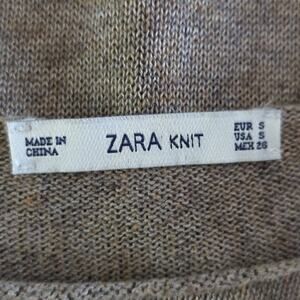 MADE IN
CHINA
ZARA KNIT
EUR S
USA S
MEX 26